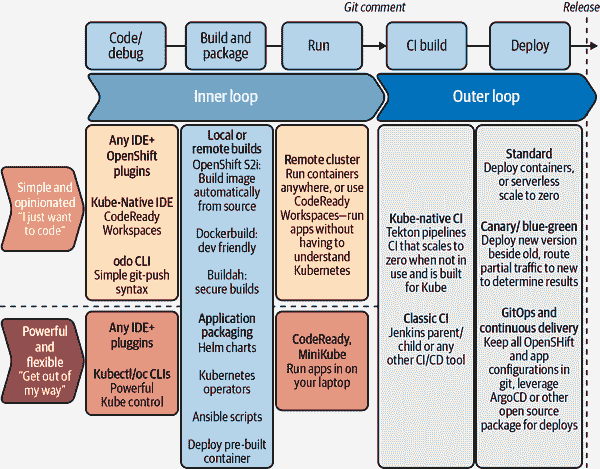 Git comment
Release
Code/
debug
Build and
package
Run
CI build
Deploy
Inner loop
Outer loop
Simple and
opinionated
"I just want
to code"
Any IDE+
OpenShift
plugins
Kube-Native IDE
CodeReady
Workspaces
odo CLI
Simple git-push
syntax
Local or
remote builds
OpenShift S2i:
Build image
automatically
from source
Dockerbuild:
dev friendly
Buildah:
secure builds
Application
packaging
Helm charts
Kubernetes
operators
Ansible scripts
Deploy pre-built
container
Remote cluster
Run containers
anywhere, or use
CodeReady
Workspaces—run
apps without
having to
understand
Kubernetes
Kube-native CI
Tekton pipelines
CI that scales to
zero when not in
use and is built
for Kube
Classic CI
Jenkins parent/
child or any
other CI/CD tool
Standard
Deploy containers,
or serverless
scale to zero
Canary/ blue-green
Deploy new version
beside old, route
partial traffic to new
to determine results
GitOps and
continuous delivery
Keep all OpenSHift
and app
configurations in
git, leverage
ArgoCD or other
open source
package for deploys
Powerful
and
flexible
"Get out of
my way"
Any IDE+
pluggins
Kubectl/oc CLIs
Powerful
Kube control
CodeReady,
MiniKube
Run apps in on
your laptop